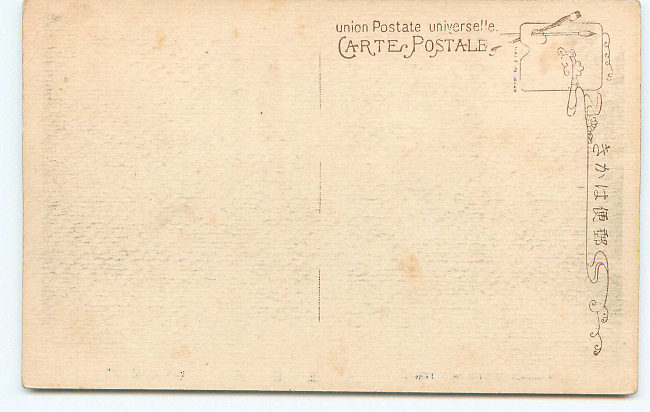 union Postate universelle.
CARTE POSTALE
きかは便郵